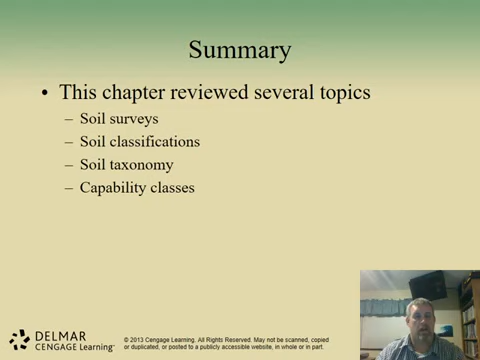 Summary
• This chapter reviewed several topics
– Soil surveys
– Soil classifications
– Soil taxonomy
– Capability classes
DELMAR
CENGAGE Learning™
© 2013 Cengage Learning. All Rights Reserved. May not be scanned, copied
or duplicated, or posted to a publicly accessible website, in whole or in part.